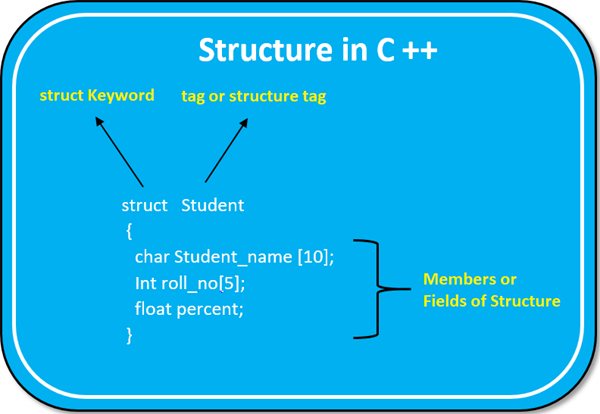 Structure in C ++
struct Keyword
tag or structure tag
struct Student
{
char Student_name [10];
Int roll_no[5];
float percent;
}
Members or
Fields of Structure